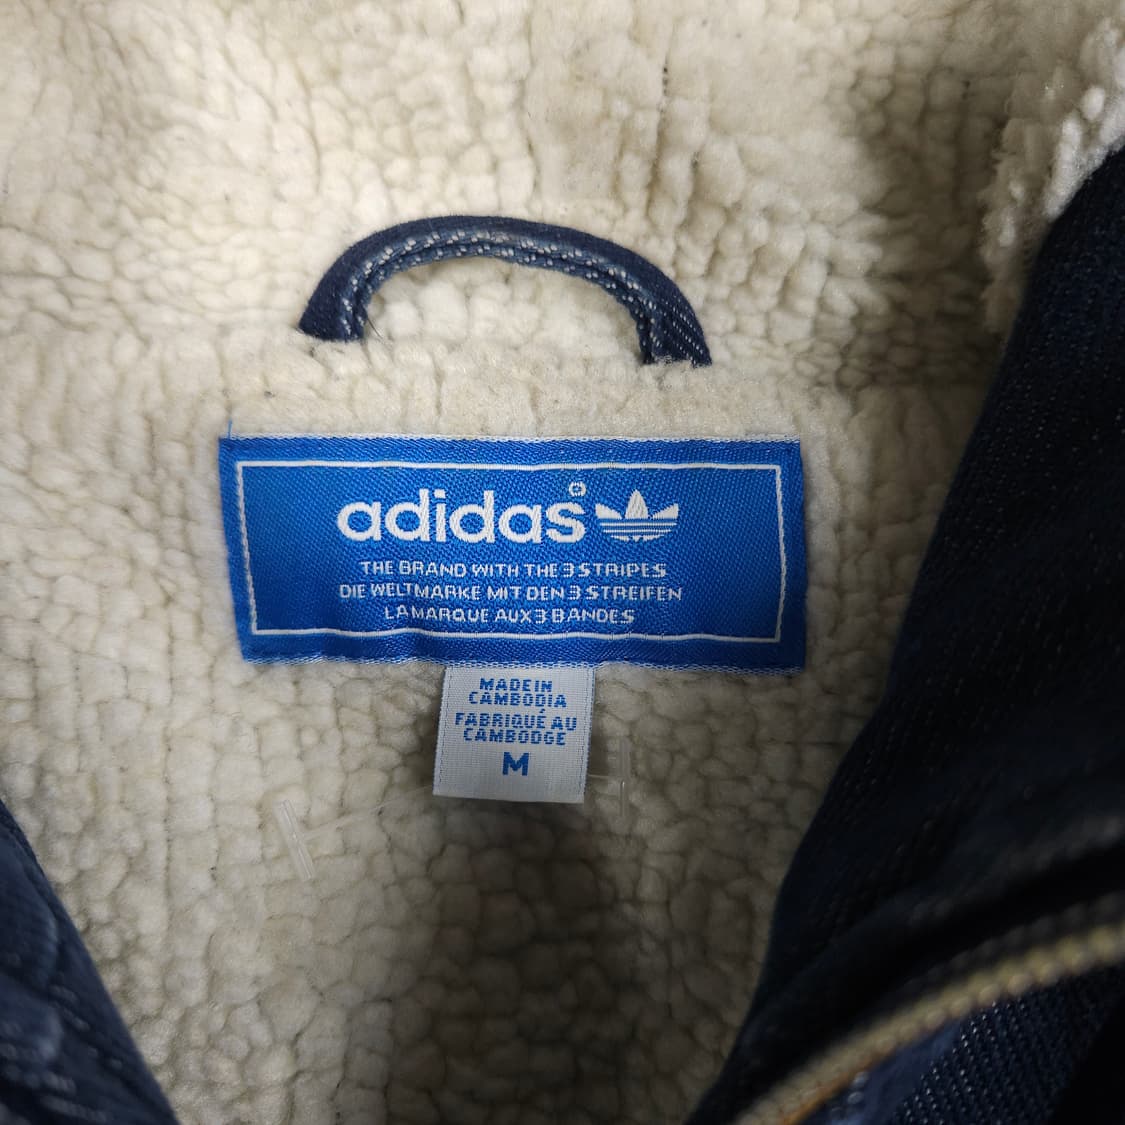 adidas®
THE BRAND WITH THE 3 STRIPES
DIE WELTMARKE MIT DEN 3 STREIFEN
LA MARQUE AUX 3 BANDES
MADE IN
CAMBODIA
FABRIQUÉ AU
CAMBODGE
M